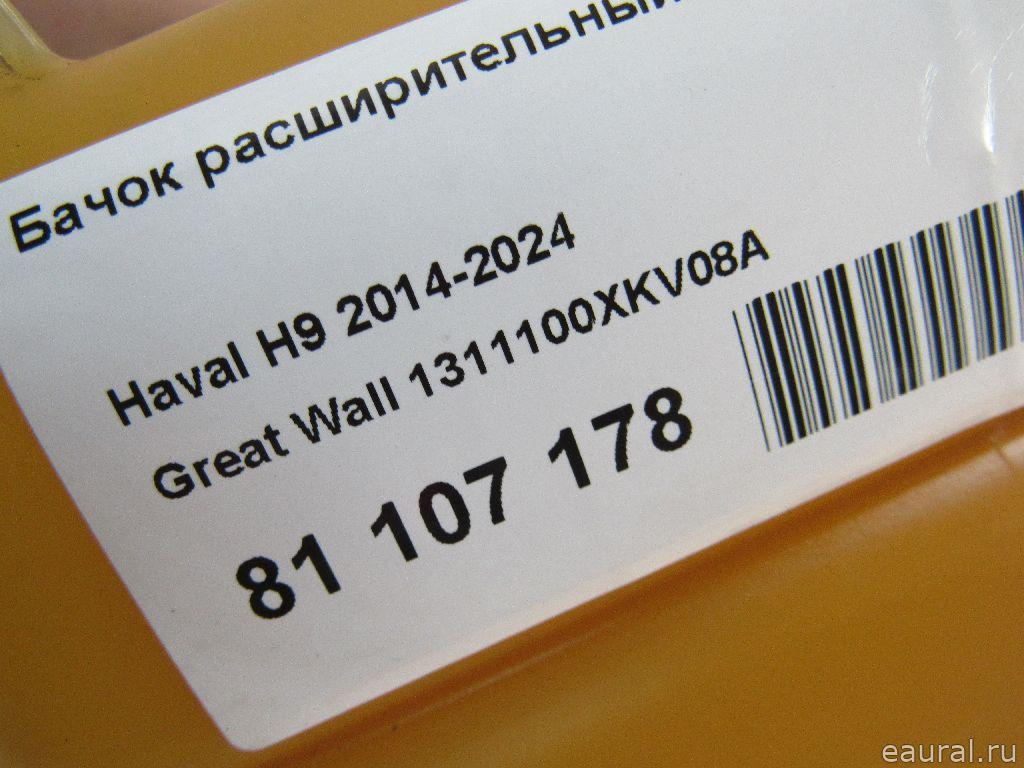 Бачок расширительный
Haval H9 2014-2024
Great Wall 1311100XKV08A
81 107 178
eaural.ru